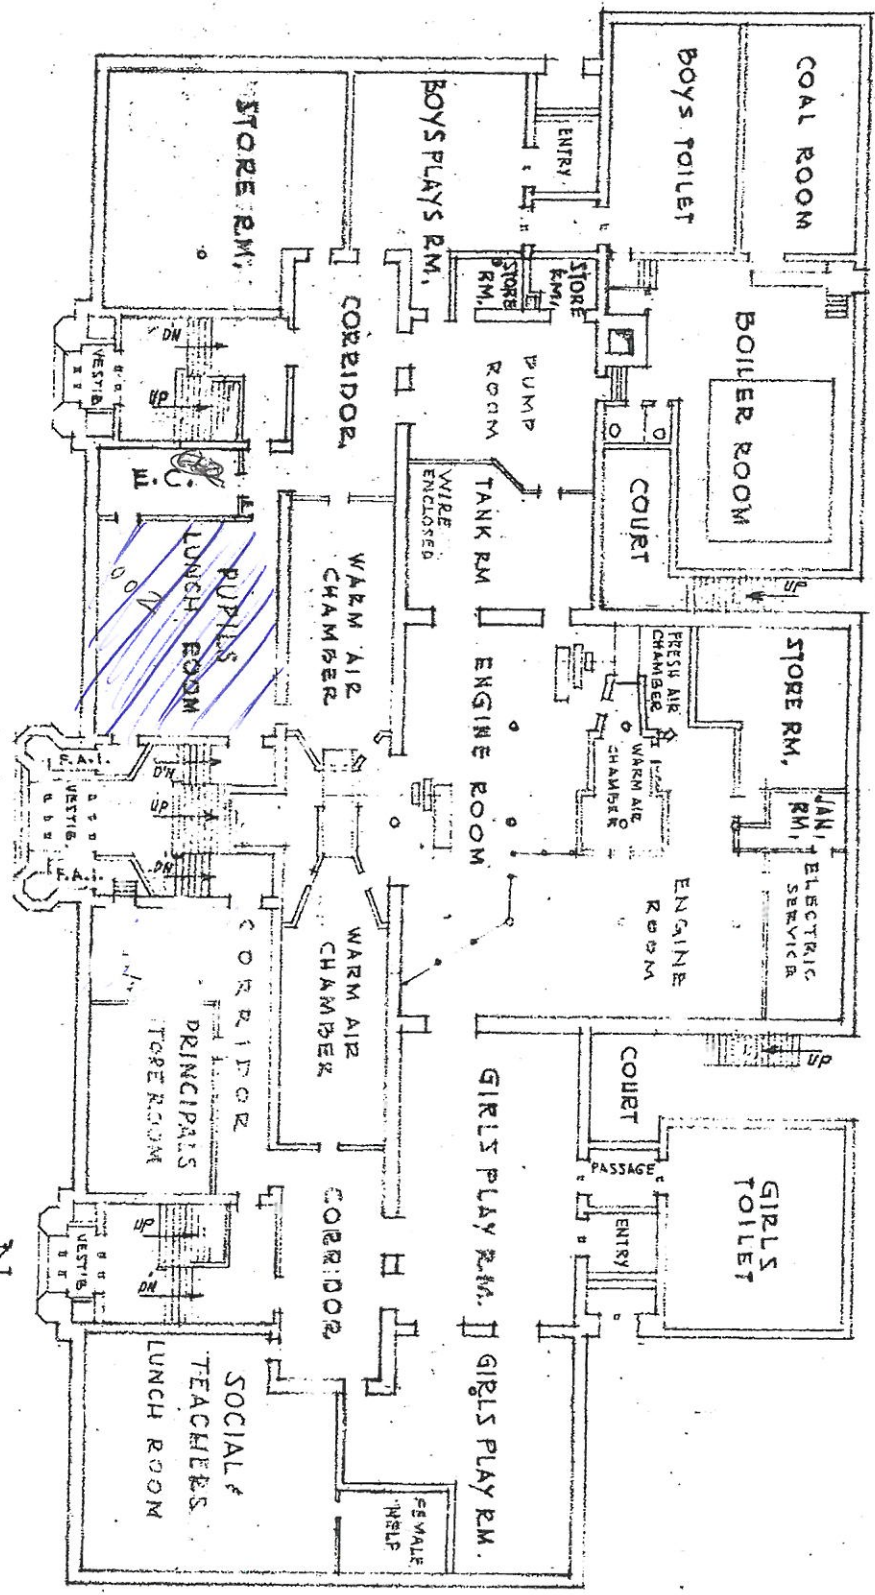 COAL ROOM
BOYS TOILET
BOILER ROOM
UP
COURT
STORE RM.
JAN.
RM.
ELECTRIC
SERVICE
FRESH AIR
CHAMBER
WARM AIR
CHAMBER
ENGINE
ROOM
UP
COURT
PASSAGE
ENTRY
GIRLS
TOILET
ENTRY
BOYS PLAYS RM.
STORE
RM.
STORE
RM.
PUMP
ROOM
TANK RM
WIRE
ENCLOSED
ENGINE ROOM
GIRLS PLAY RM.
GIRLS PLAY RM.
FEMALE
HELP
CORRIDOR
WARM AIR
CHAMBER
WARM AIR
CHAMBER
CORRIDOR
STORE RM.
DN
UP
VESTIB.
E.C.
PUPILS
LUNCH ROOM
DN
UP
DN
F.A.I.
VESTIB.
F.A.I.
CORRIDOR
PRINCIPALS
TORE ROOM
UP
DN
VESTIB
SOCIAL &
TEACHERS
LUNCH ROOM